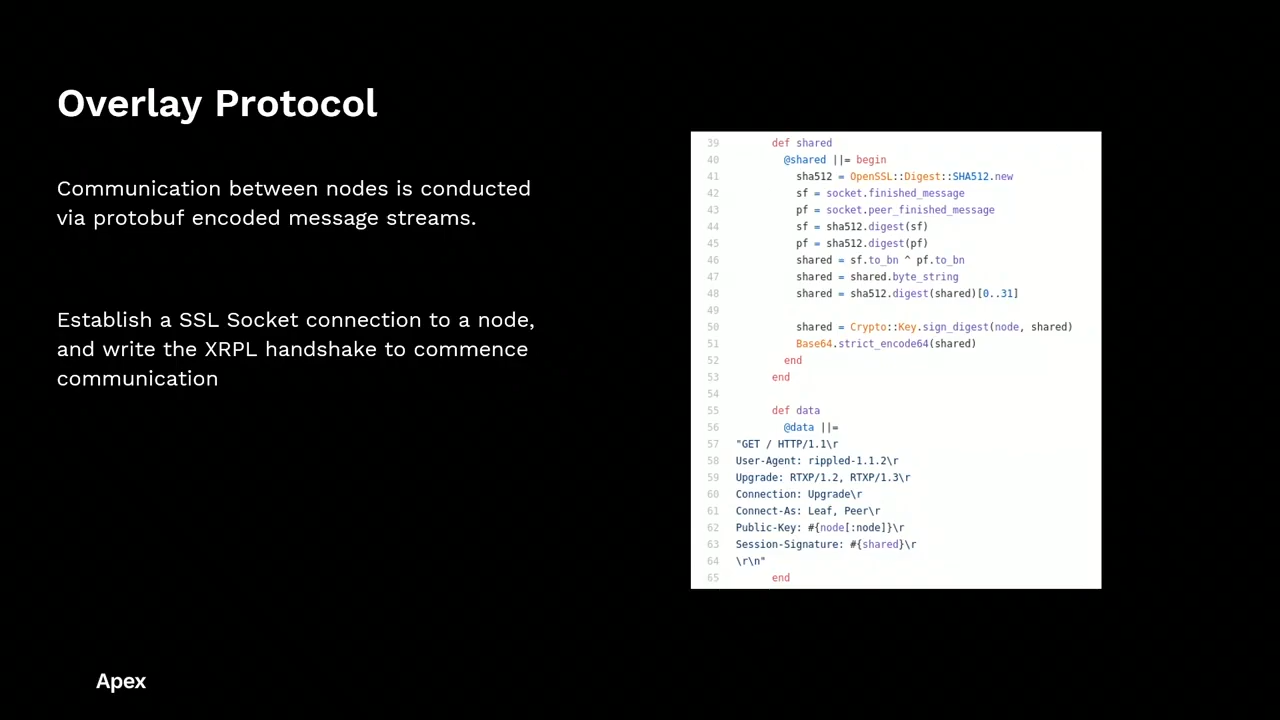 Overlay Protocol
Communication between nodes is conducted
via protobuf encoded message streams.
Establish a SSL Socket connection to a node,
and write the XRPL handshake to commence
communication
39 def shared
40 @shared ||= begin
41 sha512 = OpenSSL::Digest::SHA512.new
42 sf = socket.finished_message
43 pf = socket.peer_finished_message
44 sf = sha512.digest(sf)
45 pf = sha512.digest(pf)
46 shared = sf.to_bn ^ pf.to_bn
47 shared = shared.byte_string
48 shared = sha512.digest(shared)[0..31]
49
50 shared = Crypto::Key.sign_digest(node, shared)
51 Base64.strict_encode64(shared)
52 end
53 end
54
55 def data
56 @data ||=
57 "GET / HTTP/1.1\r
58 User-Agent: rippled-1.1.2\r
59 Upgrade: RTXP/1.2, RTXP/1.3\r
60 Connection: Upgrade\r
61 Connect-As: Leaf, Peer\r
62 Public-Key: #{node[:node]}\r
63 Session-Signature: #{shared}\r
64 \r\n"
65 end
Apex